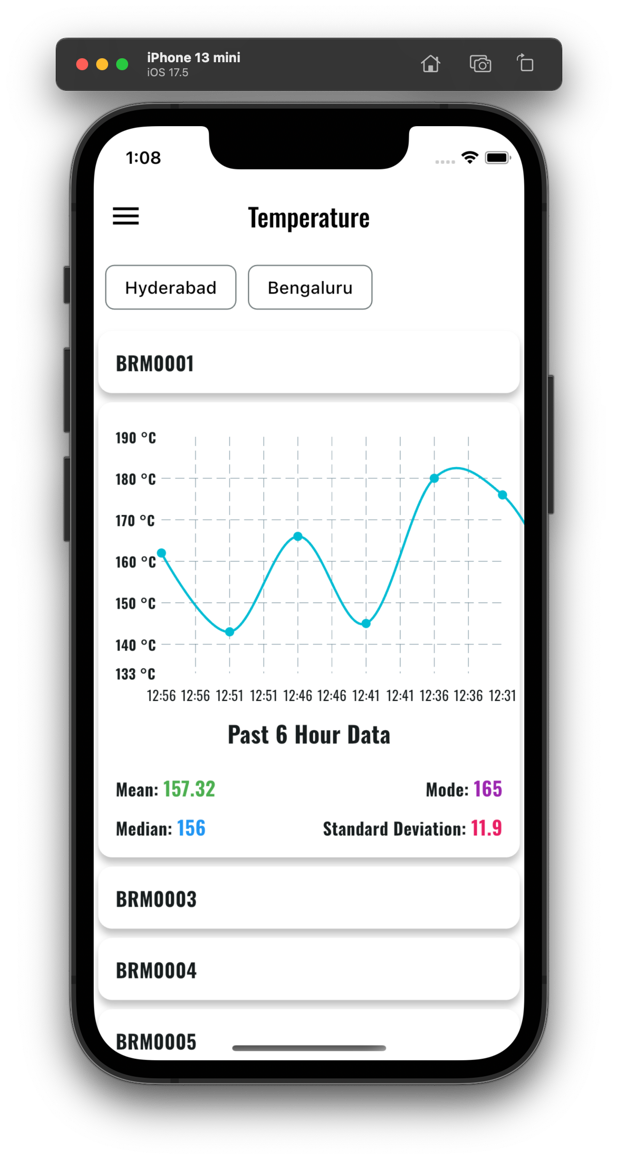 iPhone 13 mini
iOS 17.5
1:08
Temperature
Hyderabad Bengaluru
BRM0001
190 °C
180 °C
170 °C
160 °C
150 °C
140 °C
133 °C
12:56 12:56 12:51 12:51 12:46 12:46 12:41 12:41 12:36 12:36 12:31
Past 6 Hour Data
Mean: 157.32 Mode: 165
Median: 156 Standard Deviation: 11.9
BRM0003
BRM0004
BRM0005